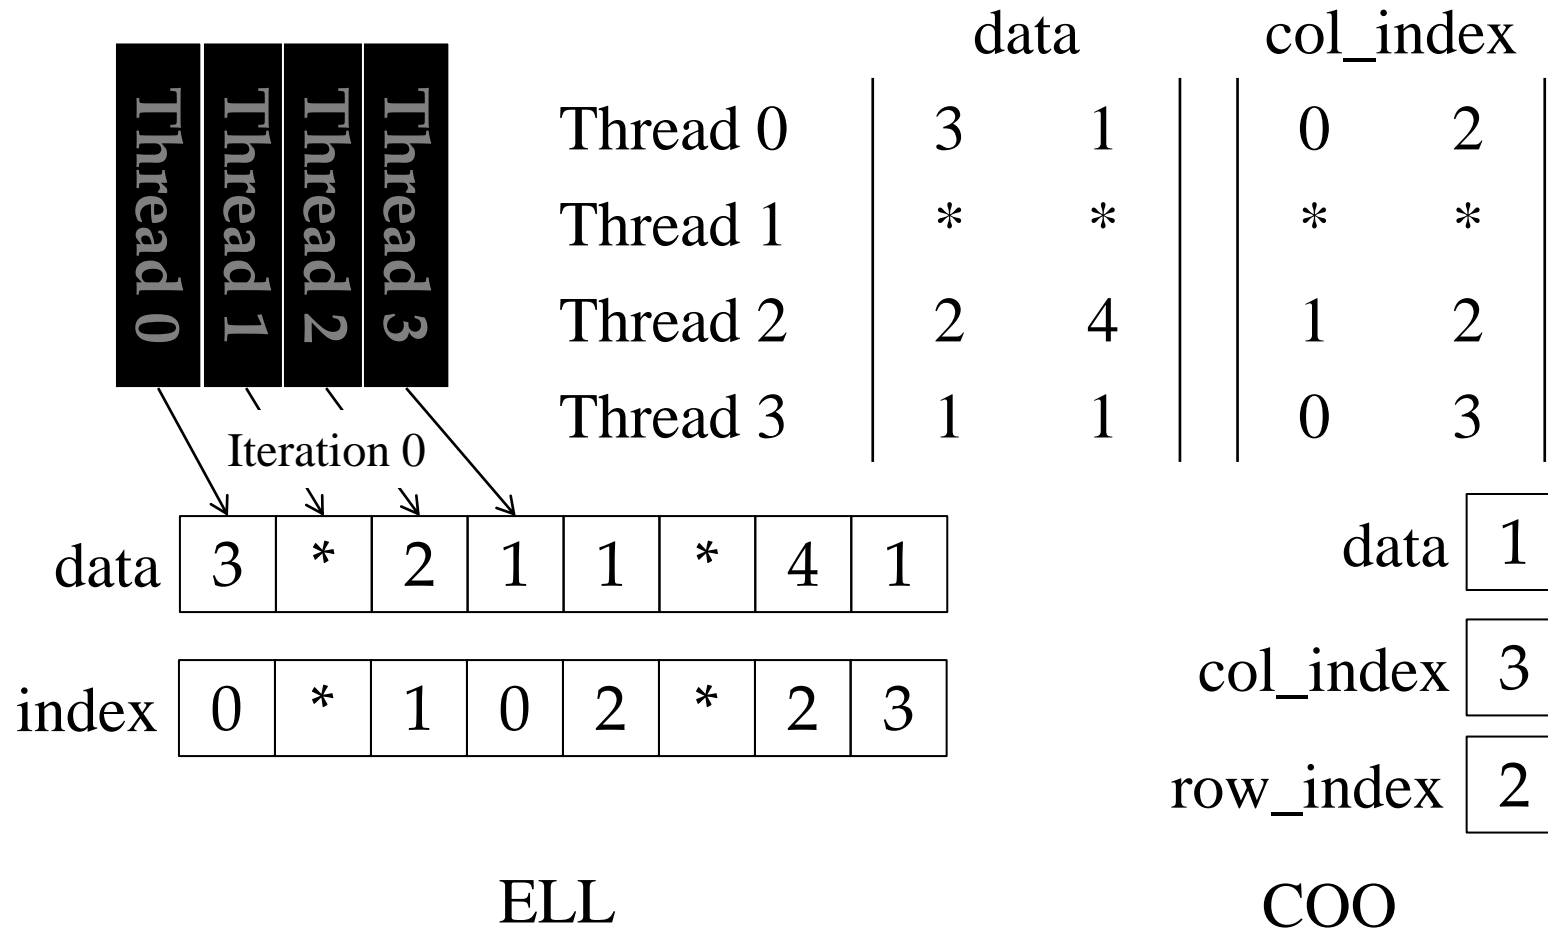 data col_index
Thread 0 3 1 0 2
Thread 1 * * * *
Thread 2 2 4 1 2
Thread 3 1 1 0 3
Thread 0
Thread 1
Thread 2
Thread 3
Iteration 0
data 3 * 2 1 1 * 4 1
index 0 * 1 0 2 * 2 3
data 1
col_index 3
row_index 2
ELL
COO